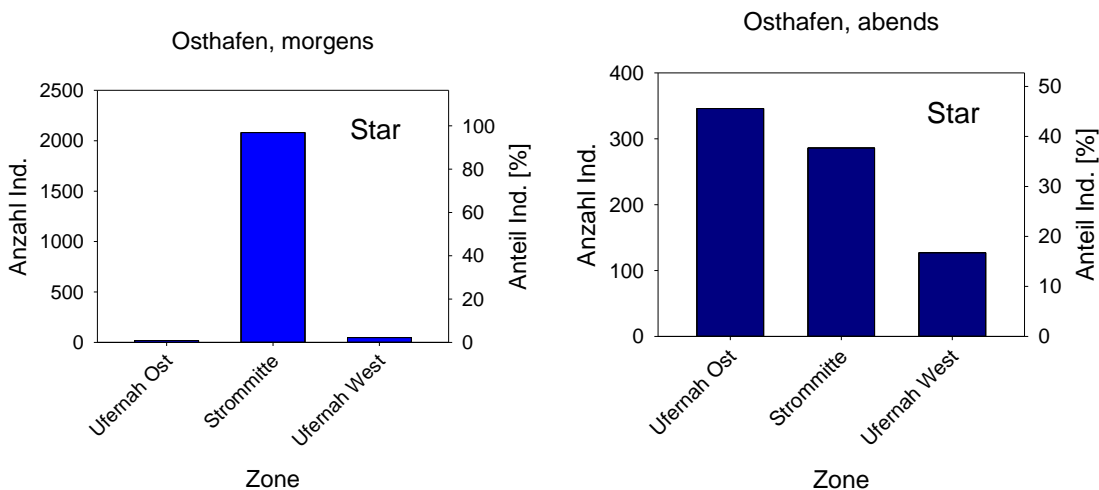 Osthafen, morgens
Star
Anzahl Ind.
2500
2000
1500
1000
500
0
Anteil Ind. [%]
100
80
60
40
20
0
Ufernah Ost
Strommitte
Ufernah West
Zone
Osthafen, abends
Star
Anzahl Ind.
400
300
200
100
0
Anteil Ind. [%]
50
40
30
20
10
0
Ufernah Ost
Strommitte
Ufernah West
Zone